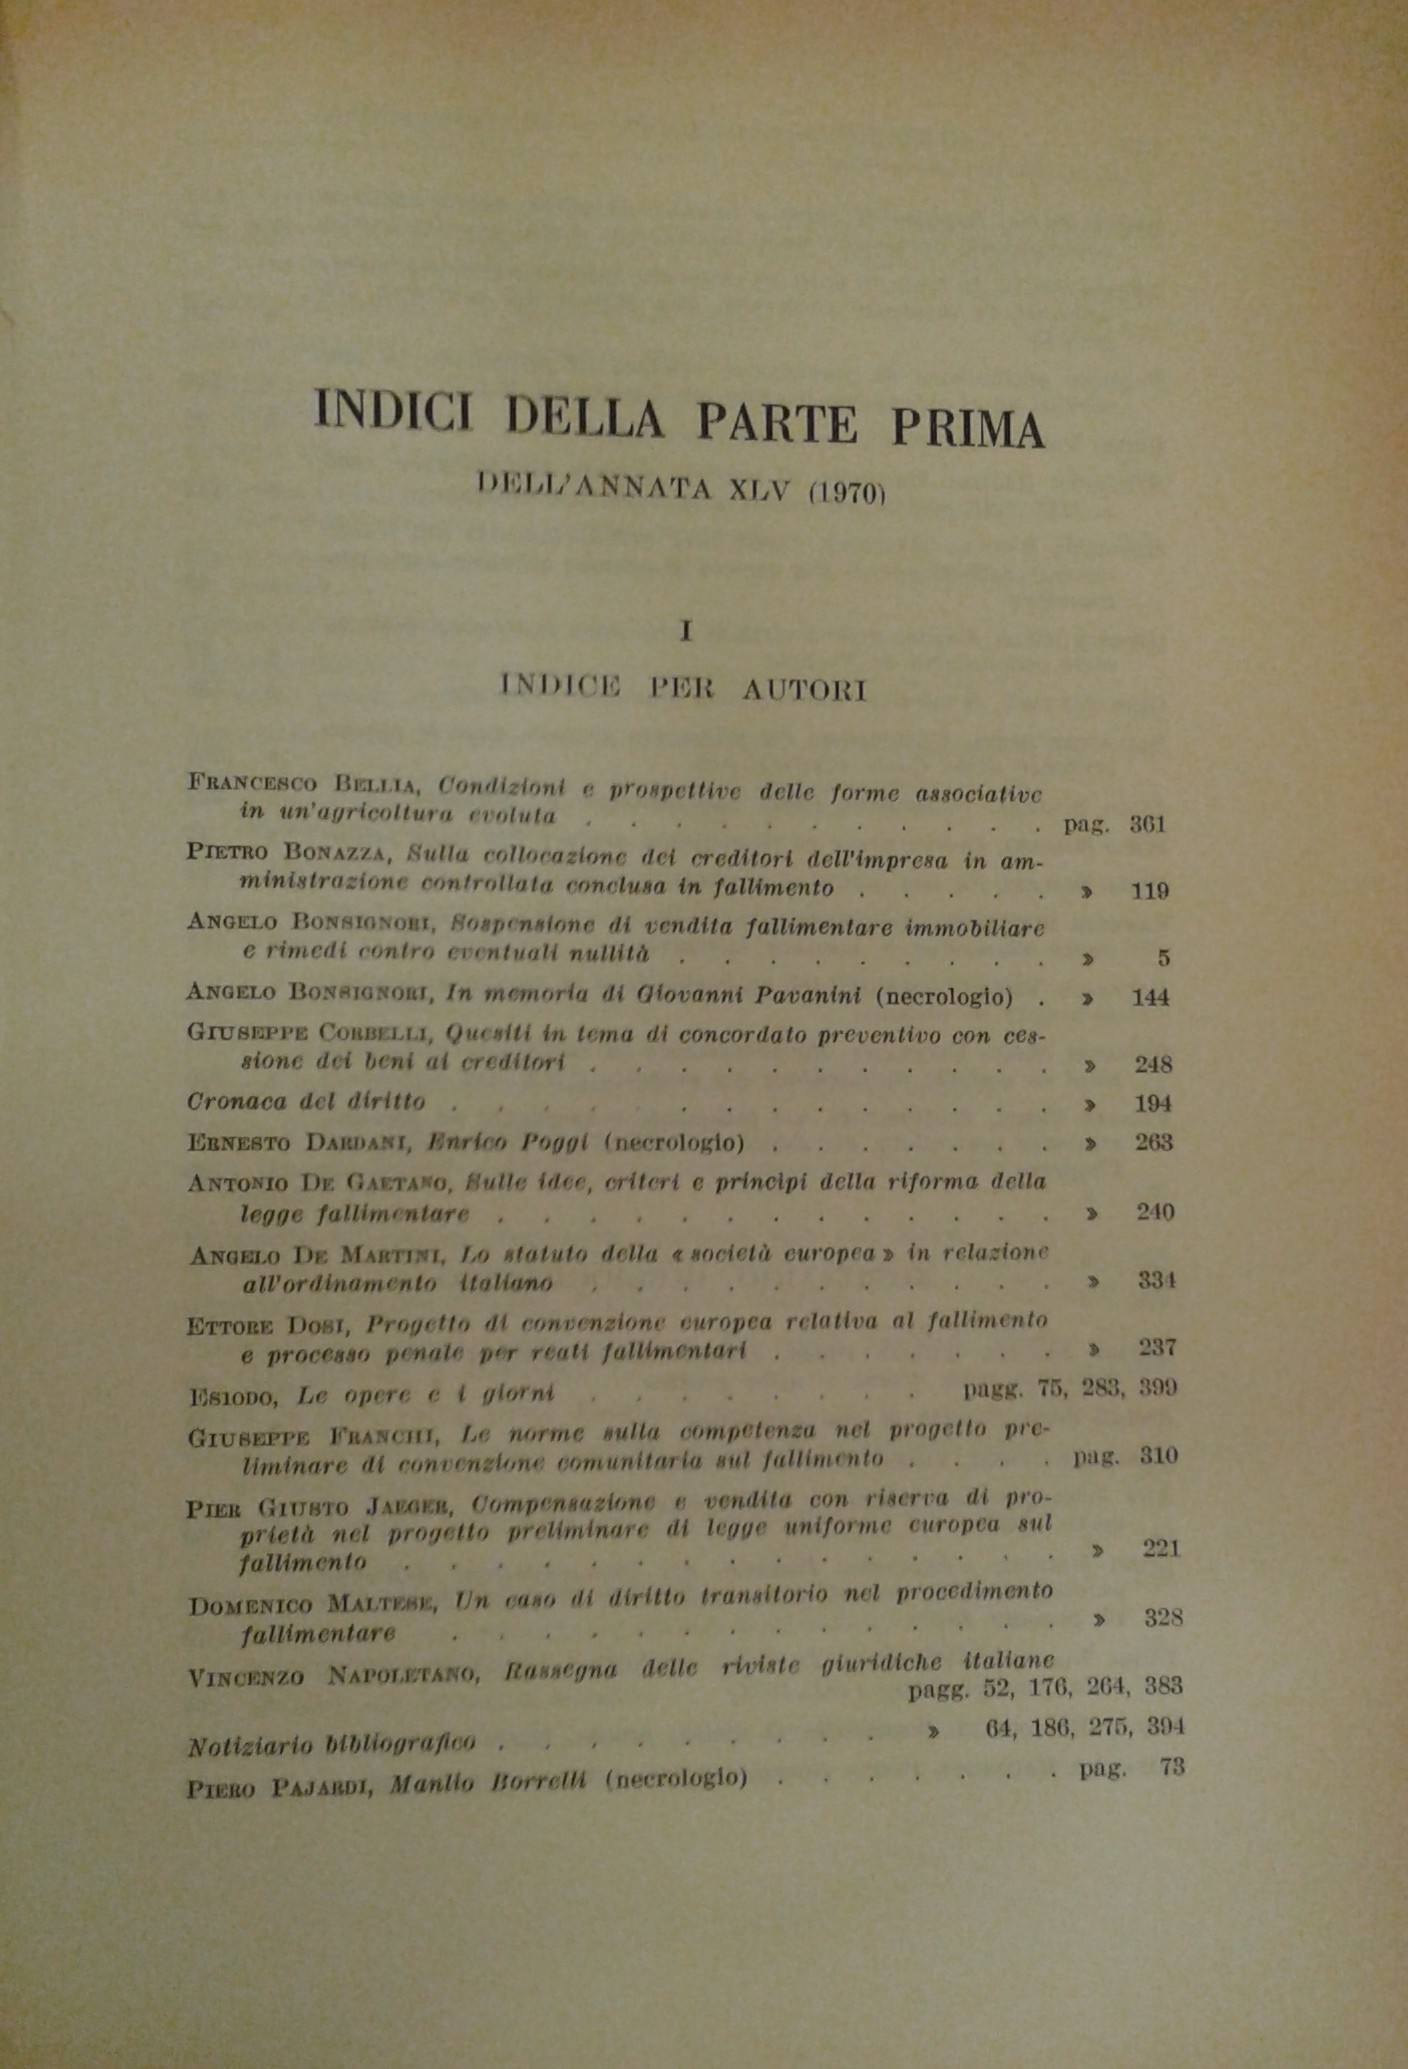 INDICI DELLA PARTE PRIMA
DELL'ANNATA XLV (1970)
I
INDICE PER AUTORI
FRANCESCO BELLIA, Condizioni e prospettive delle forme associative
in un'agricoltura evoluta . . . . . . . . . . . pag. 361
PIETRO BONAZZA, Sulla collocazione dei creditori dell'impresa in am-
ministrazione controllata conclusa in fallimento . . . . . » 119
ANGELO BONSIGNORI, Sospensione di vendita fallimentare immobiliare
e rimedi contro eventuali nullità . . . . . . . . . » 5
ANGELO BONSIGNORI, In memoria di Giovanni Pavanini (necrologio) . » 144
GIUSEPPE CORBELLI, Quesiti in tema di concordato preventivo con ces-
sione dei beni ai creditori . . . . . . . . . . . » 248
Cronaca del diritto . . . . . . . . . . . . . . » 194
ERNESTO DARDANI, Enrico Poggi (necrologio) . . . . . . . » 263
ANTONIO DE GAETANO, Sulle idee, criteri e principi della riforma della
legge fallimentare . . . . . . . . . . . . . » 240
ANGELO DE MARTINI, Lo statuto della « società europea » in relazione
all'ordinamento italiano . . . . . . . . . . . » 334
ETTORE DOSI, Progetto di convenzione europea relativa al fallimento
e processo penale per reati fallimentari . . . . . . . » 237
ESIODO, Le opere e i giorni . . . . . . . . pagg. 75, 283, 399
GIUSEPPE FRANCHI, Le norme sulla competenza nel progetto pre-
liminare di convenzione comunitaria sul fallimento . . . . pag. 310
PIER GIUSTO JAEGER, Compensazione e vendita con riserva di pro-
prietà nel progetto preliminare di legge uniforme europea sul
fallimento . . . . . . . . . . . . . . . » 221
DOMENICO MALTESE, Un caso di diritto transitorio nel procedimento
fallimentare . . . . . . . . . . . . . . » 328
VINCENZO NAPOLETANO, Rassegna delle riviste giuridiche italiane
pagg. 52, 176, 264, 383
Notiziario bibliografico . . . . . . . . . » 64, 186, 275, 394
PIERO PAJARDI, Manlio Borrelli (necrologio) . . . . . . . pag. 73